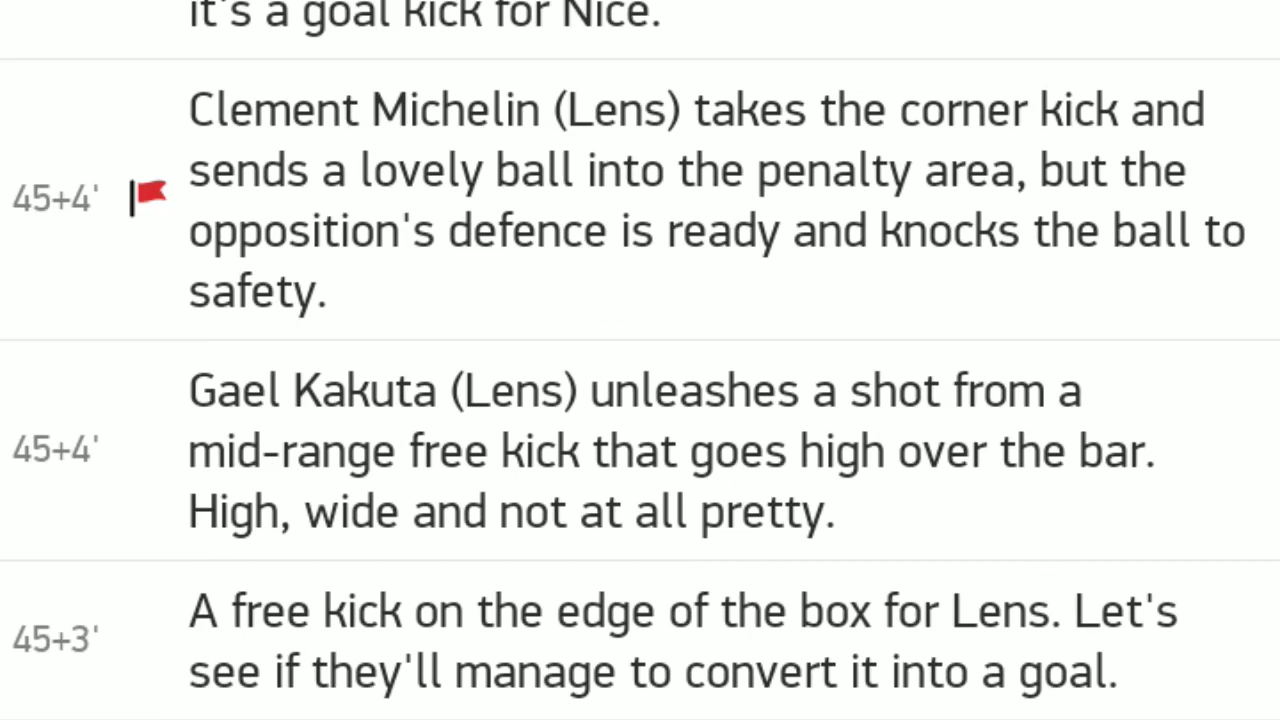 it's a goal kick for Nice.
45+4'
Clement Michelin (Lens) takes the corner kick and
sends a lovely ball into the penalty area, but the
opposition's defence is ready and knocks the ball to
safety.
45+4'
Gael Kakuta (Lens) unleashes a shot from a
mid-range free kick that goes high over the bar.
High, wide and not at all pretty.
45+3'
A free kick on the edge of the box for Lens. Let's
see if they'll manage to convert it into a goal.